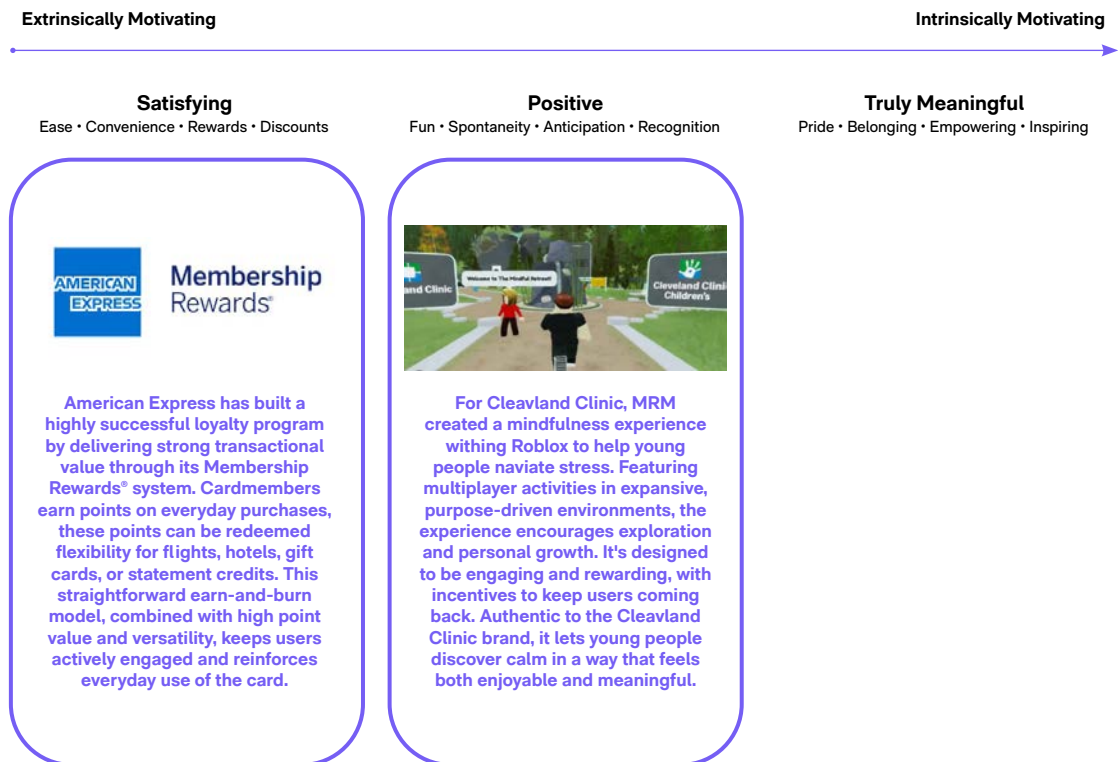 Extrinsically Motivating
Intrinsically Motivating
Satisfying
Ease • Convenience • Rewards • Discounts
Positive
Fun • Spontaneity • Anticipation • Recognition
Truly Meaningful
Pride • Belonging • Empowering • Inspiring
AMERICAN
EXPRESS
Membership
Rewards®
American Express has built a
highly successful loyalty program
by delivering strong transactional
value through its Membership
Rewards® system. Cardmembers
earn points on everyday purchases,
these points can be redeemed
flexibility for flights, hotels, gift
cards, or statement credits. This
straightforward earn-and-burn
model, combined with high point
value and versatility, keeps users
actively engaged and reinforces
everyday use of the card.
and Clinic
Welcome to The Mindful Retreat!
Cleveland Clinic
Children's
For Cleavland Clinic, MRM
created a mindfulness experience
withing Roblox to help young
people naviate stress. Featuring
multiplayer activities in expansive,
purpose-driven environments, the
experience encourages exploration
and personal growth. It's designed
to be engaging and rewarding, with
incentives to keep users coming
back. Authentic to the Cleavland
Clinic brand, it lets young people
discover calm in a way that feels
both enjoyable and meaningful.